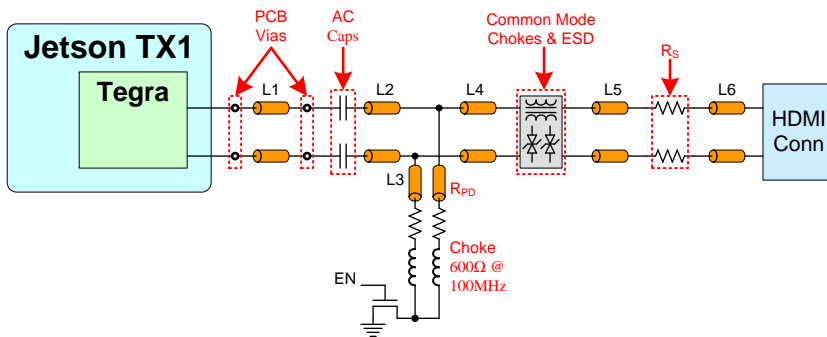 PCB
Vias
AC
Caps
Common Mode
Chokes & ESD
RS
Jetson TX1
Tegra
L1
L2
L4
L5
L6
HDMI
Conn
L3
RPD
Choke
600Ω @
100MHz
EN